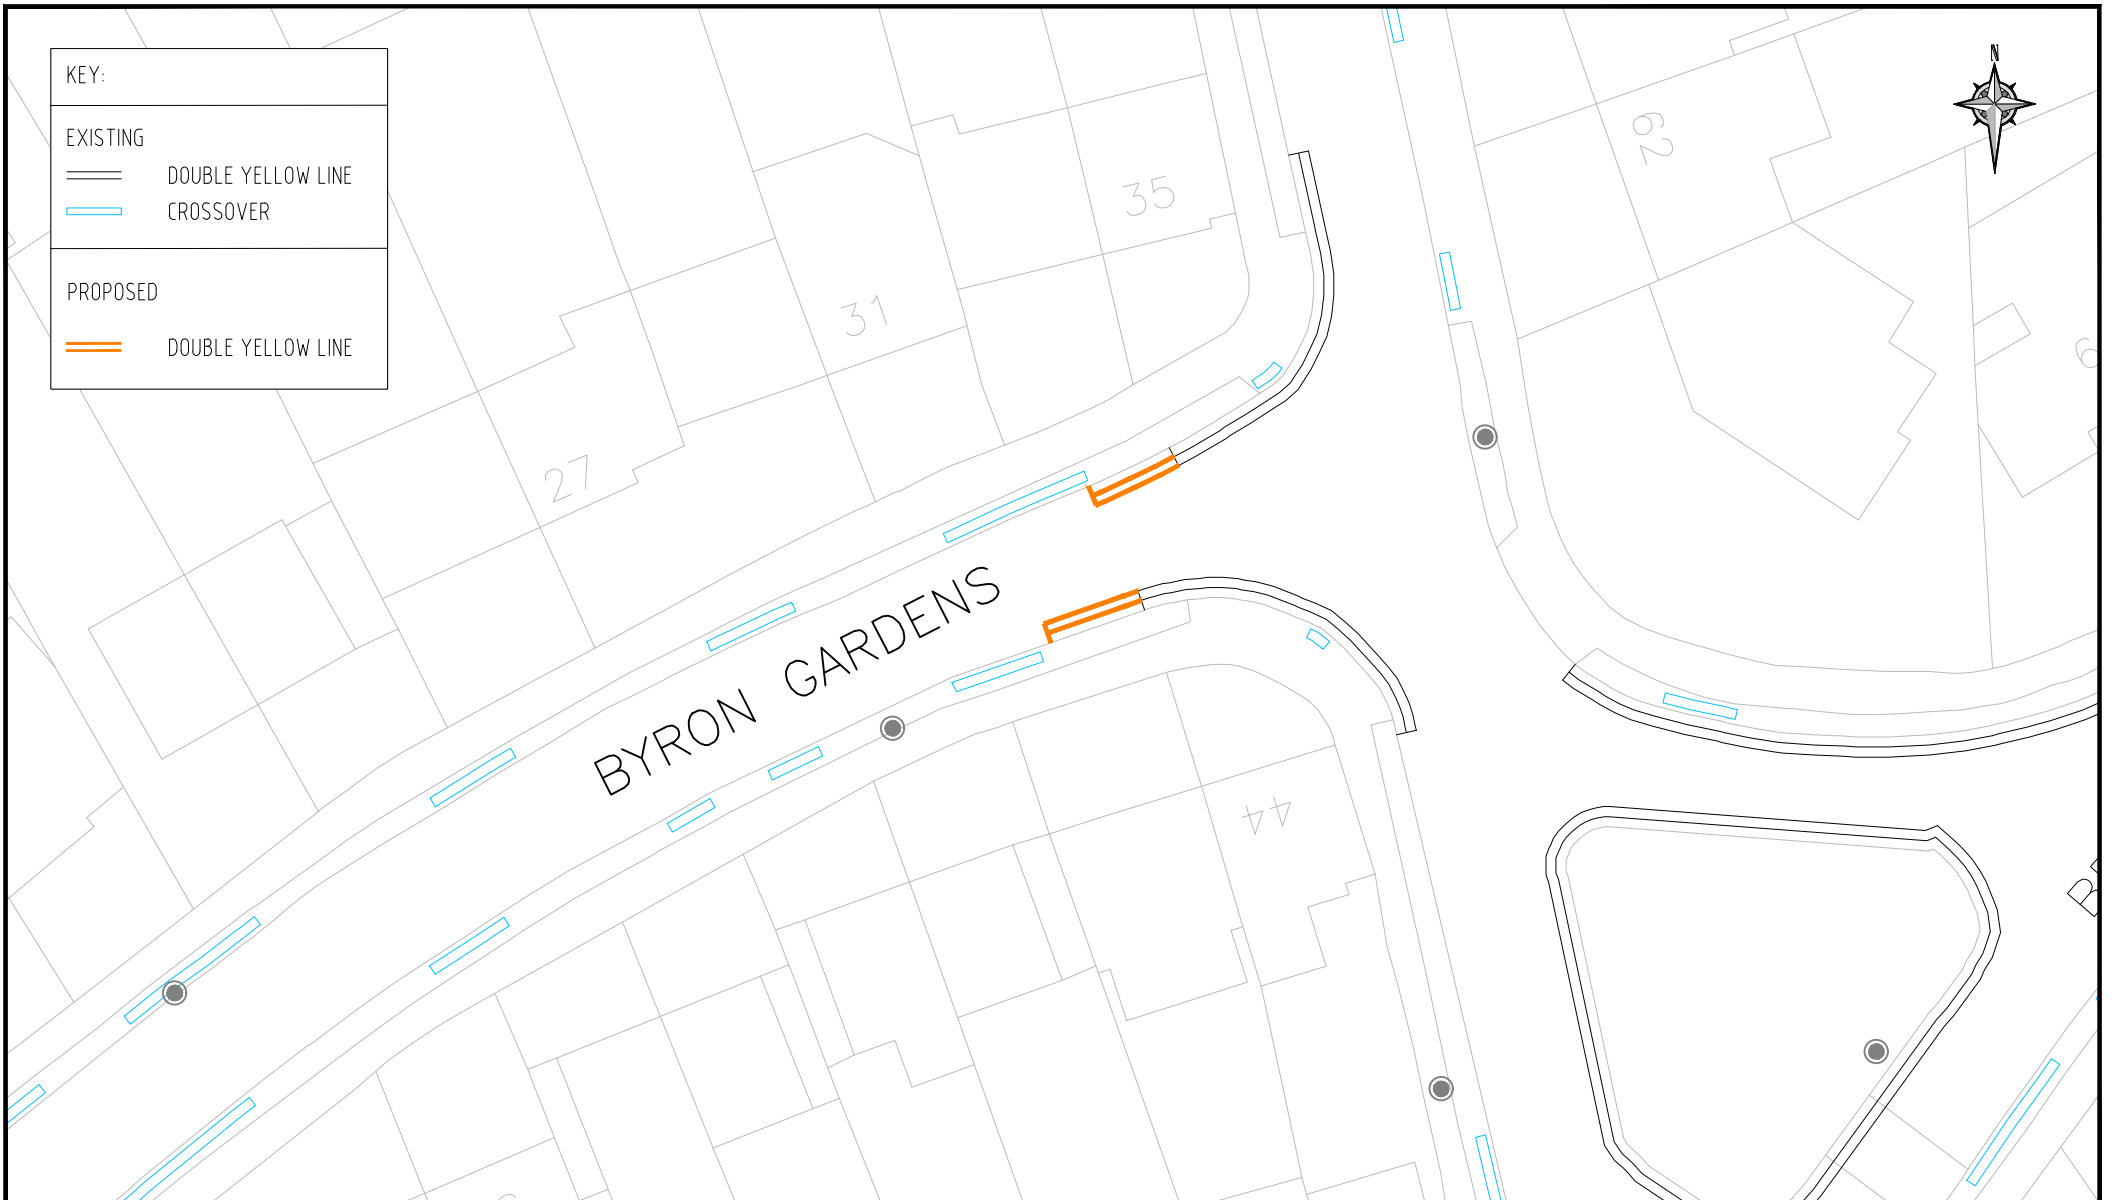 KEY:
EXISTING
DOUBLE YELLOW LINE
CROSSOVER
PROPOSED
DOUBLE YELLOW LINE
N
35
31
27
62
BYRON GARDENS
44